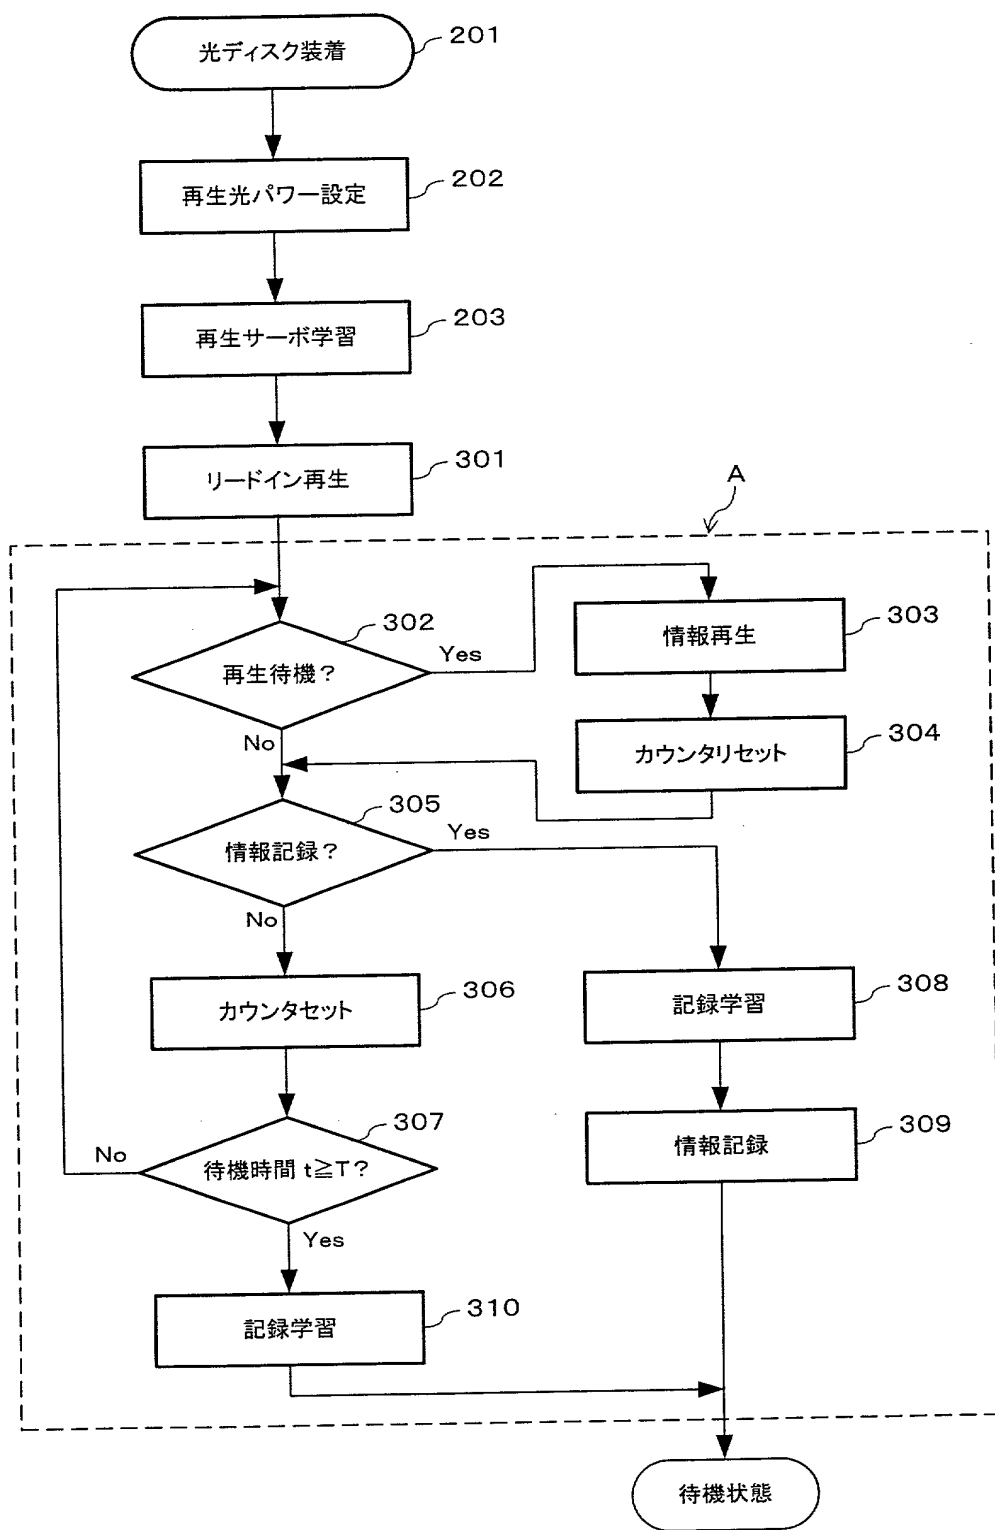 光ディスク装着
201
再生光パワー設定
202
再生サーボ学習
203
リードイン再生
301
A
再生待機?
302
Yes
No
情報再生
303
カウンタリセット
304
情報記録?
305
Yes
No
カウンタセット
306
記録学習
308
待機時間 t≧T?
307
No
Yes
情報記録
309
記録学習
310
待機状態